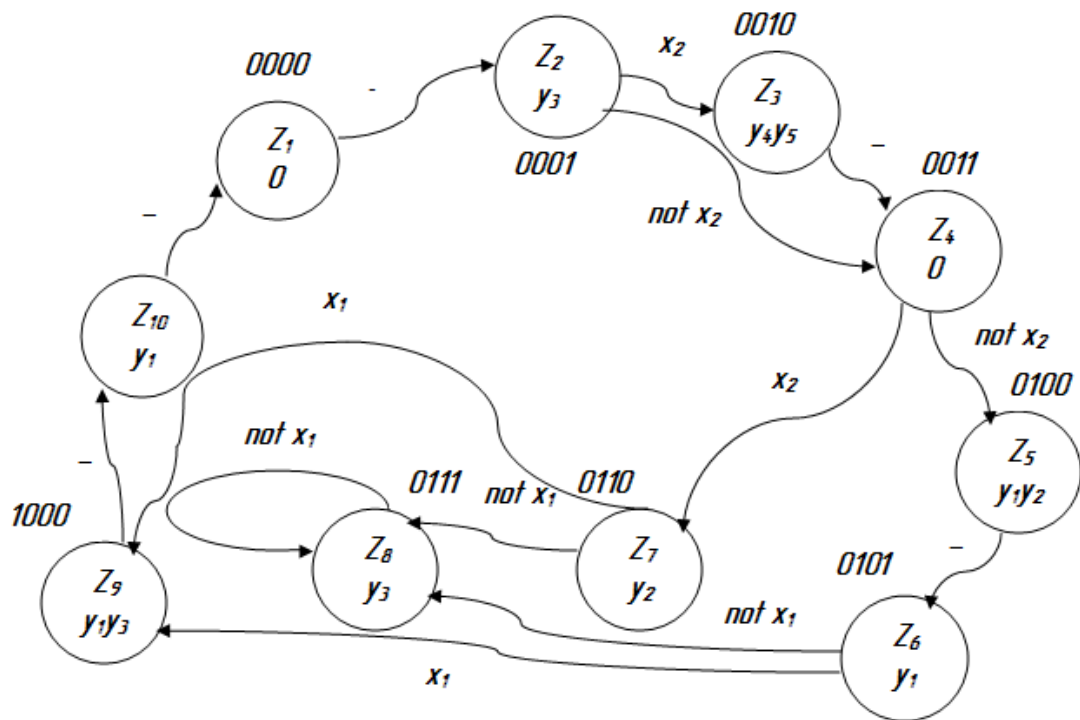 0000
Z₁
0
-
Z₂
y₃
0001
x₂
0010
Z₃
y₄y₅
–
not x₂
0011
Z₄
0
not x₂
0100
x₂
Z₅
y₁y₂
–
0101
Z₆
y₁
not x₁
x₁
0110
Z₇
y₂
not x₁
x₁
0111
Z₈
y₃
not x₁
1000
Z₉
y₁y₃
–
Z₁₀
y₁
–